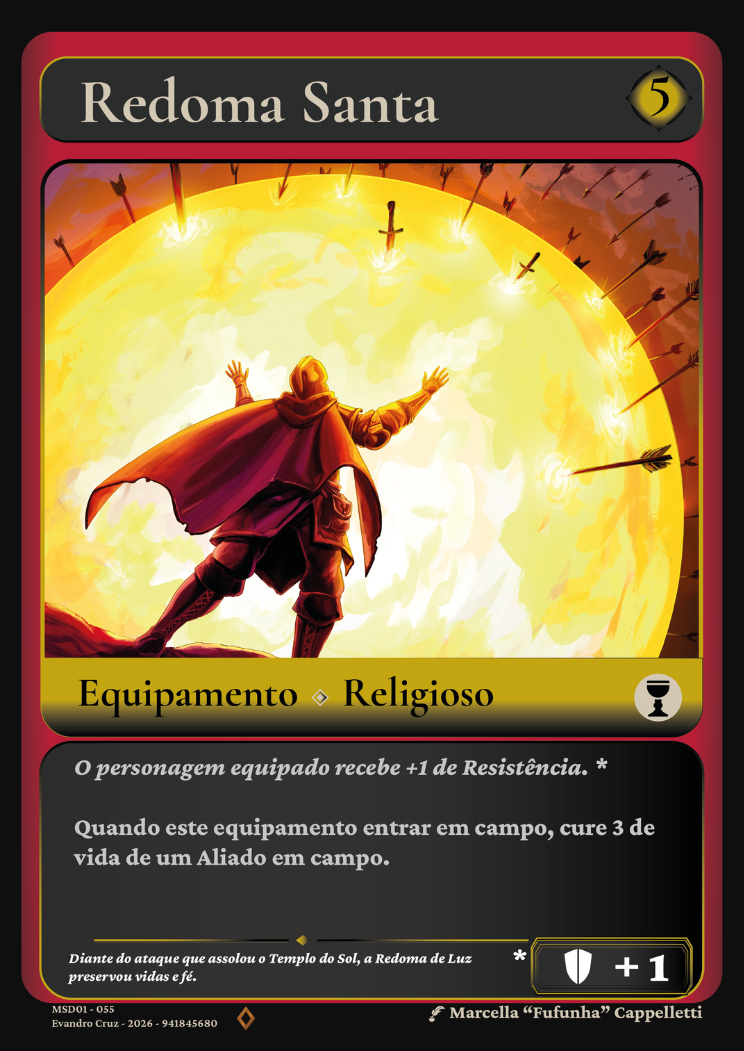 Redoma Santa
5
Equipamento Religioso
O personagem equipado recebe +1 de Resistência. *
Quando este equipamento entrar em campo, cure 3 de
vida de um Aliado em campo.
Diante do ataque que assolou o Templo do Sol, a Redoma de Luz
preservou vidas e fé.
* +1
MSD01 - 055
Evandro Cruz - 2026 - 941845680
Marcella “Fufunha” Cappelletti